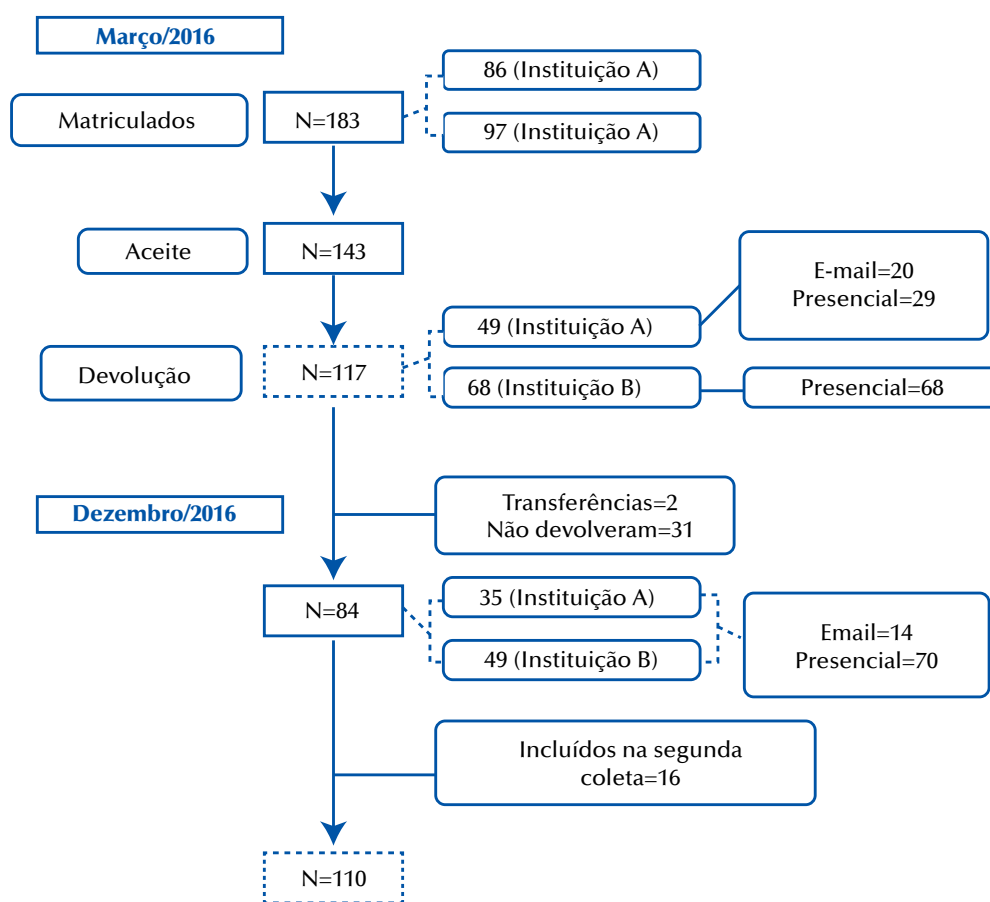 Março/2016
86 (Instituição A)
Matriculados
N=183
97 (Instituição A)
Aceite
N=143
E-mail=20
Presencial=29
49 (Instituição A)
Devolução
N=117
68 (Instituição B)
Presencial=68
Dezembro/2016
Transferências=2
Não devolveram=31
N=84
35 (Instituição A)
49 (Instituição B)
Email=14
Presencial=70
Incluídos na segunda
coleta=16
N=110